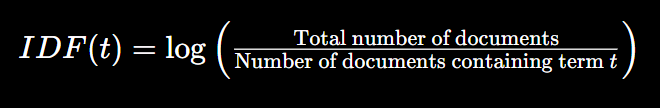 IDF(t) = log ( Total number of documents / Number of documents containing term t )